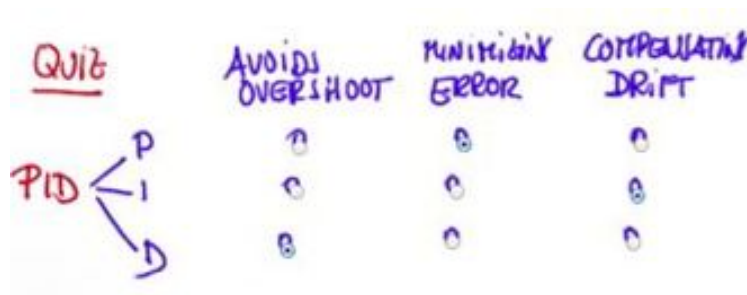 QUIZ
AVOIDS OVERSHOOT
MINIMIZING ERROR
COMPENSATING DRIFT
PID
P
I
D